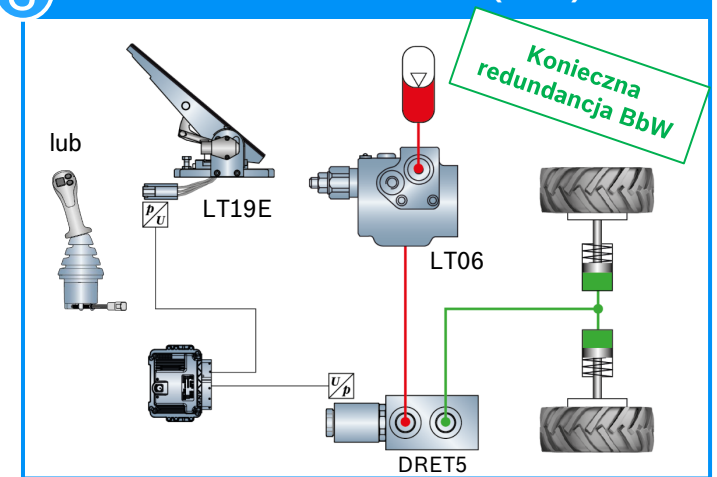 Konieczna
redundancja BbW
lub
LT19E
p/U
LT06
U/p
DRET5